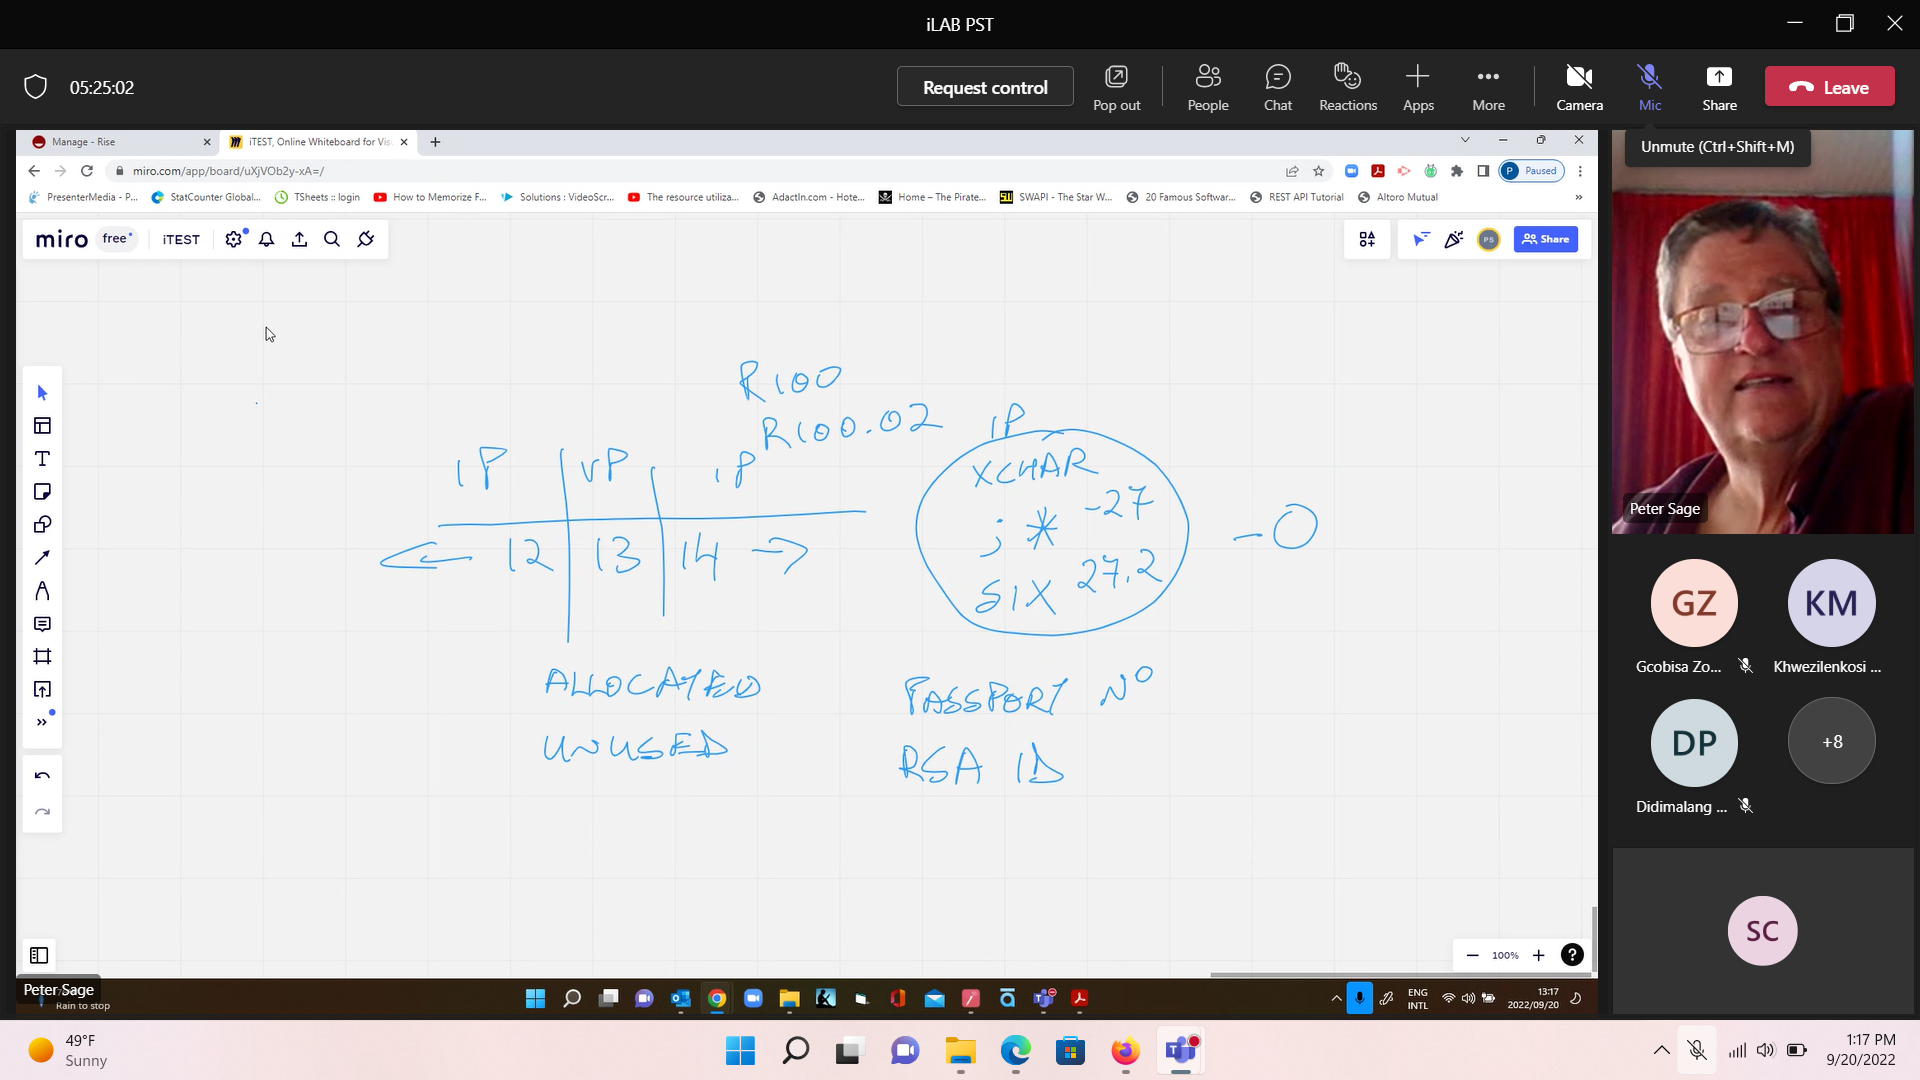 iLAB PST
05:25:02
Request control
Pop out
People
Chat
Reactions
Apps
More
Camera
Mic
Share
Leave
Manage - Rise
iTEST, Online Whiteboard for Vis
Unmute (Ctrl+Shift+M)
miro.com/app/board/uXjVOb2y-xA=/
P Paused
PresenterMedia - P...
StatCounter Global...
TSheets :: login
How to Memorize F...
Solutions : VideoScr...
The resource utiliza...
AdactIn.com - Hote...
Home – The Pirate...
SWAPI - The Star W...
20 Famous Softwar...
REST API Tutorial
Altoro Mutual
miro free iTEST
PS
Share
R100
R100.02
IP
IP VP IP
XCHAR
; * -27
-0
12 13 14
SIX 27.2
ALLOCATED
UNUSED
PASSPORT NO
RSA ID
Peter Sage
GZ
KM
Gcobisa Zo...
Khwezilenkosi ...
DP
+8
Didimalang ...
SC
100%
Peter Sage
Rain to stop
ENG
INTL
13:17
2022/09/20
49°F
Sunny
1:17 PM
9/20/2022